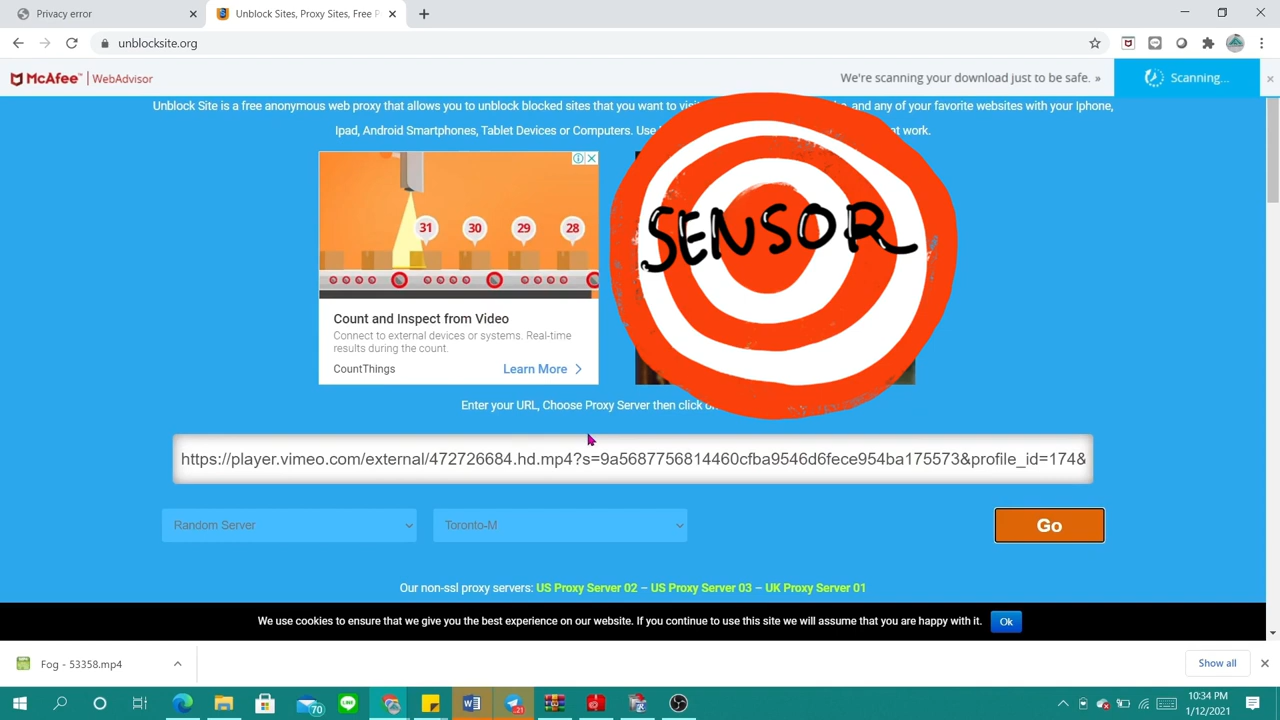 Privacy error
Unblock Sites, Proxy Sites, Free P
unblocksite.org
McAfee™ | WebAdvisor
We're scanning your download just to be safe. »
Scanning...
Unblock Site is a free anonymous web proxy that allows you to unblock blocked sites that you want to visi
and any of your favorite websites with your Iphone,
Ipad, Android Smartphones, Tablet Devices or Computers. Use
at work.
31 30 29 28
Count and Inspect from Video
Connect to external devices or systems. Real-time
results during the count.
CountThings
Learn More
SENSOR
Enter your URL, Choose Proxy Server then click
https://player.vimeo.com/external/472726684.hd.mp4?s=9a5687756814460cfba9546d6fece954ba175573&profile_id=174&
Random Server
Toronto-M
Go
Our non-ssl proxy servers: US Proxy Server 02 – US Proxy Server 03 – UK Proxy Server 01
We use cookies to ensure that we give you the best experience on our website. If you continue to use this site we will assume that you are happy with it.
Ok
Fog - 53358.mp4
Show all
70
21
10:34 PM
1/12/2021